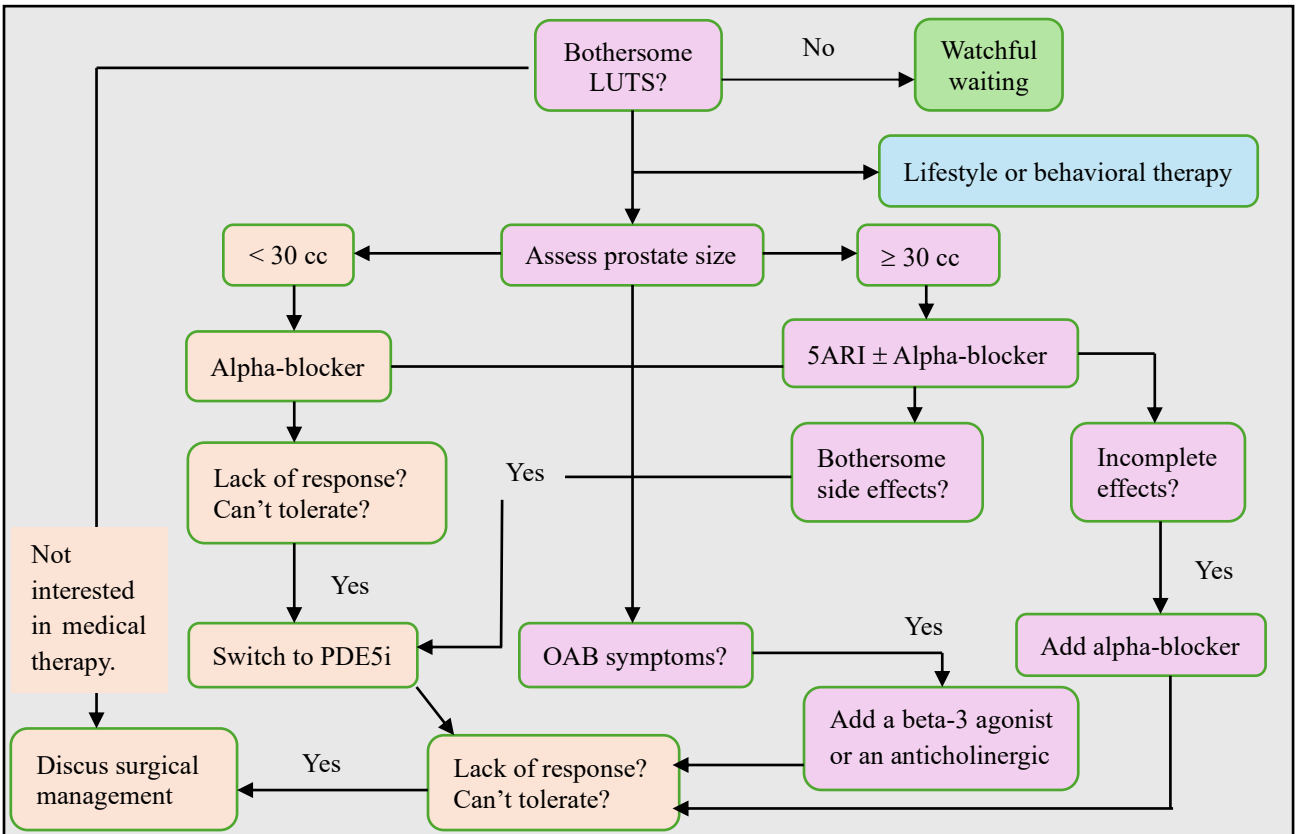 Bothersome
LUTS?
No
Watchful
waiting
Lifestyle or behavioral therapy
< 30 cc
Assess prostate size
≥ 30 cc
Alpha-blocker
5ARI ± Alpha-blocker
Lack of response?
Can’t tolerate?
Yes
Bothersome
side effects?
Incomplete
effects?
Not
interested
in medical
therapy.
Yes
Yes
Switch to PDE5i
OAB symptoms?
Yes
Add alpha-blocker
Add a beta-3 agonist
or an anticholinergic
Discus surgical
management
Yes
Lack of response?
Can’t tolerate?